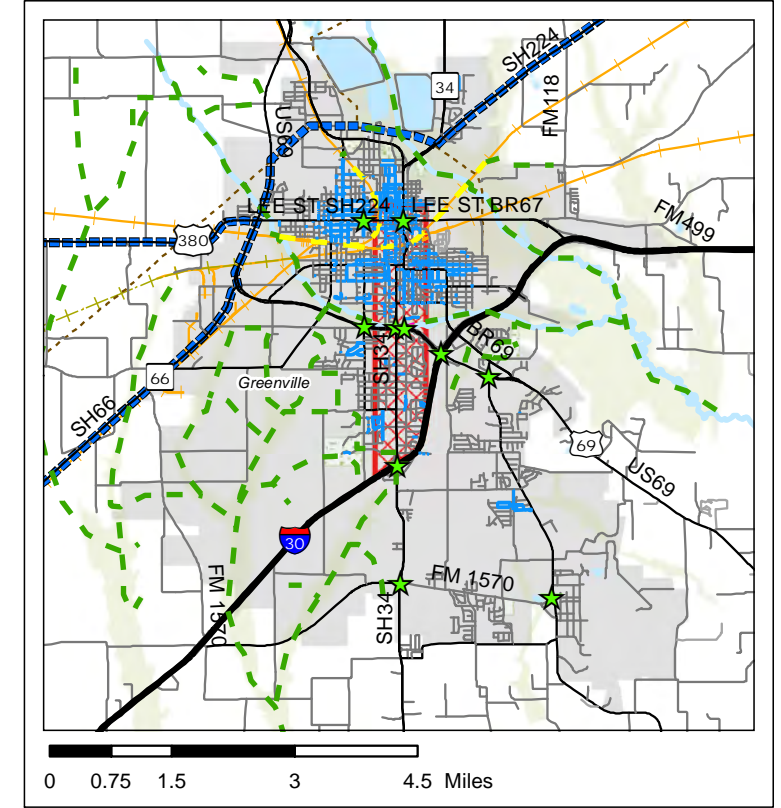 SH224
34
FM118
US69
LEE ST SH224
LEE ST BR67
FM499
380
BR69
SH34
66
Greenville
SH66
69
US69
30
FM 1570
FM 1570
SH34
0 0.75 1.5 3 4.5 Miles